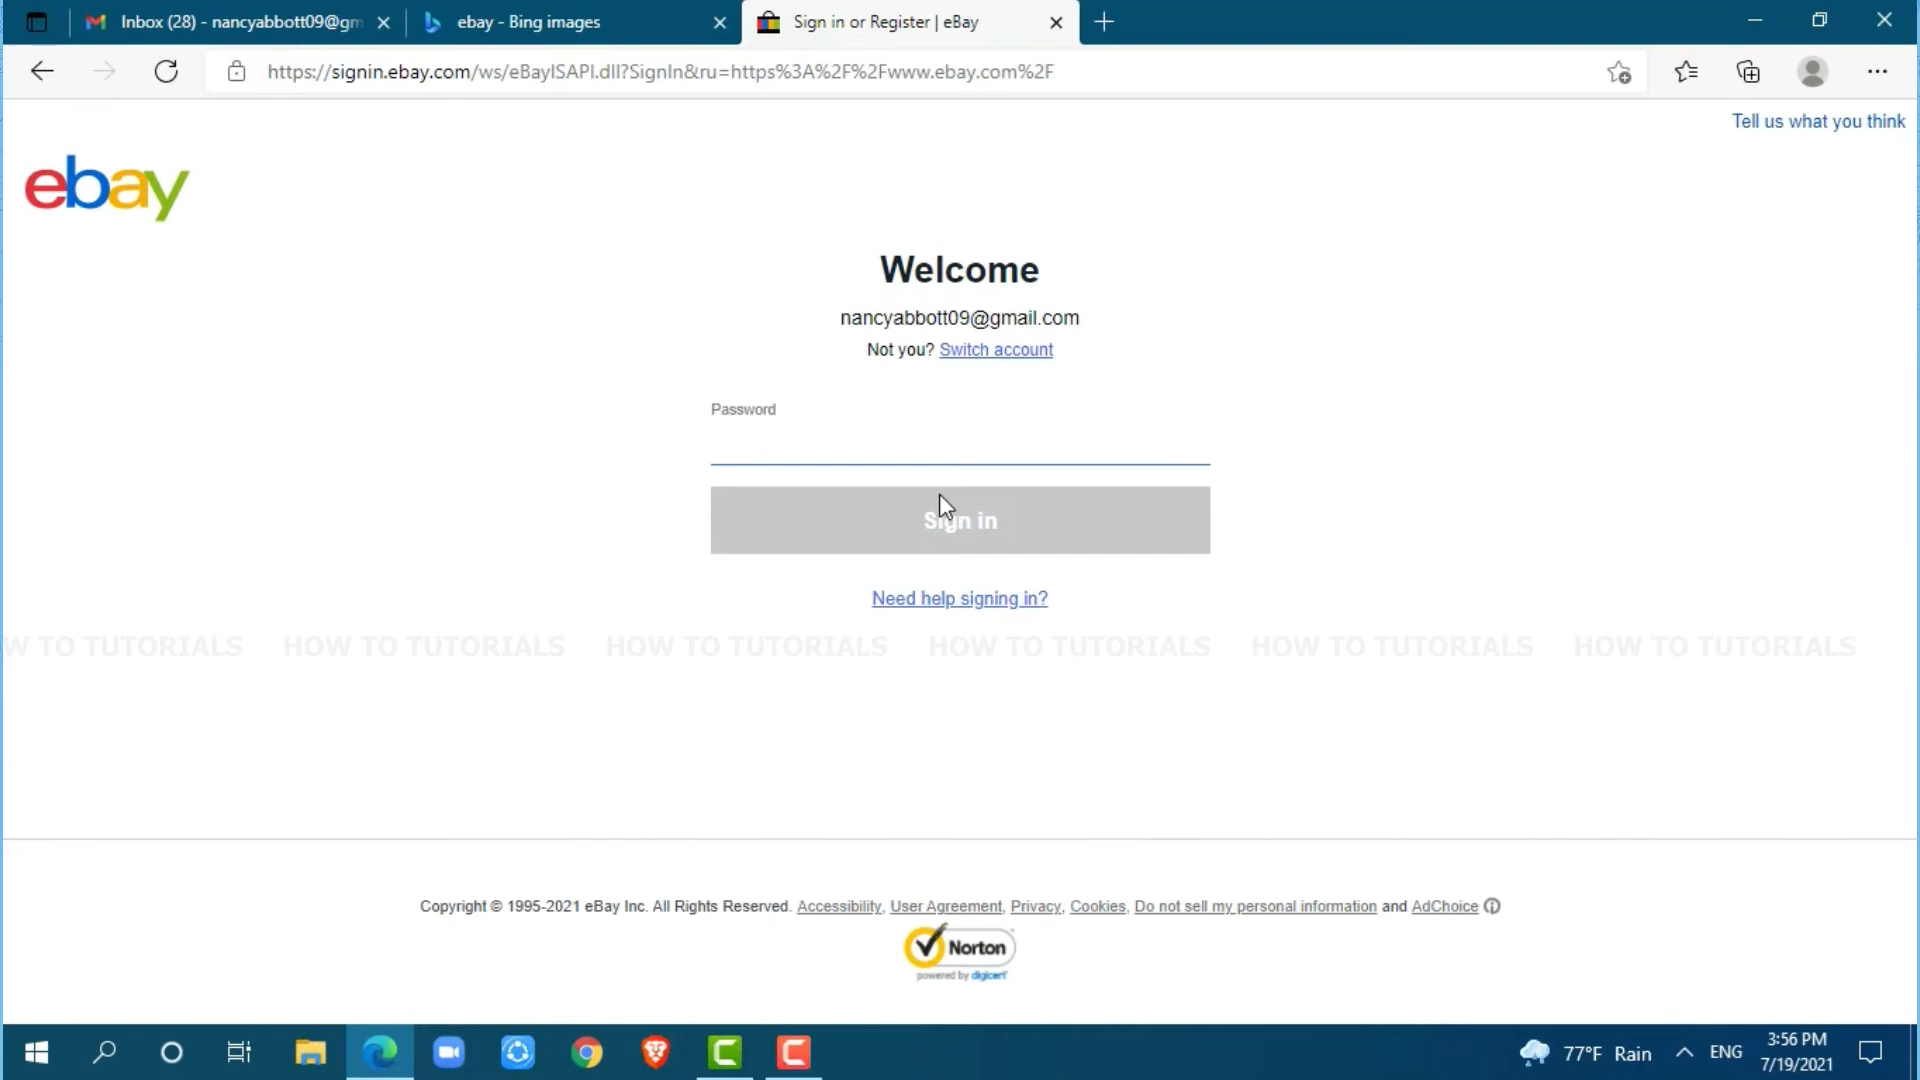 Inbox (28) - nancyabbott09@gm
ebay - Bing images
Sign in or Register | eBay
https://signin.ebay.com/ws/eBayISAPI.dll?SignIn&ru=https%3A%2F%2Fwww.ebay.com%2F
Tell us what you think
ebay
Welcome
nancyabbott09@gmail.com
Not you? Switch account
Password
Sign in
Need help signing in?
W TO TUTORIALS HOW TO TUTORIALS HOW TO TUTORIALS HOW TO TUTORIALS HOW TO TUTORIALS HOW TO TUTORIALS
Copyright © 1995-2021 eBay Inc. All Rights Reserved. Accessibility, User Agreement, Privacy, Cookies, Do not sell my personal information and AdChoice
Norton
powered by digicert
77°F Rain
ENG
3:56 PM
7/19/2021